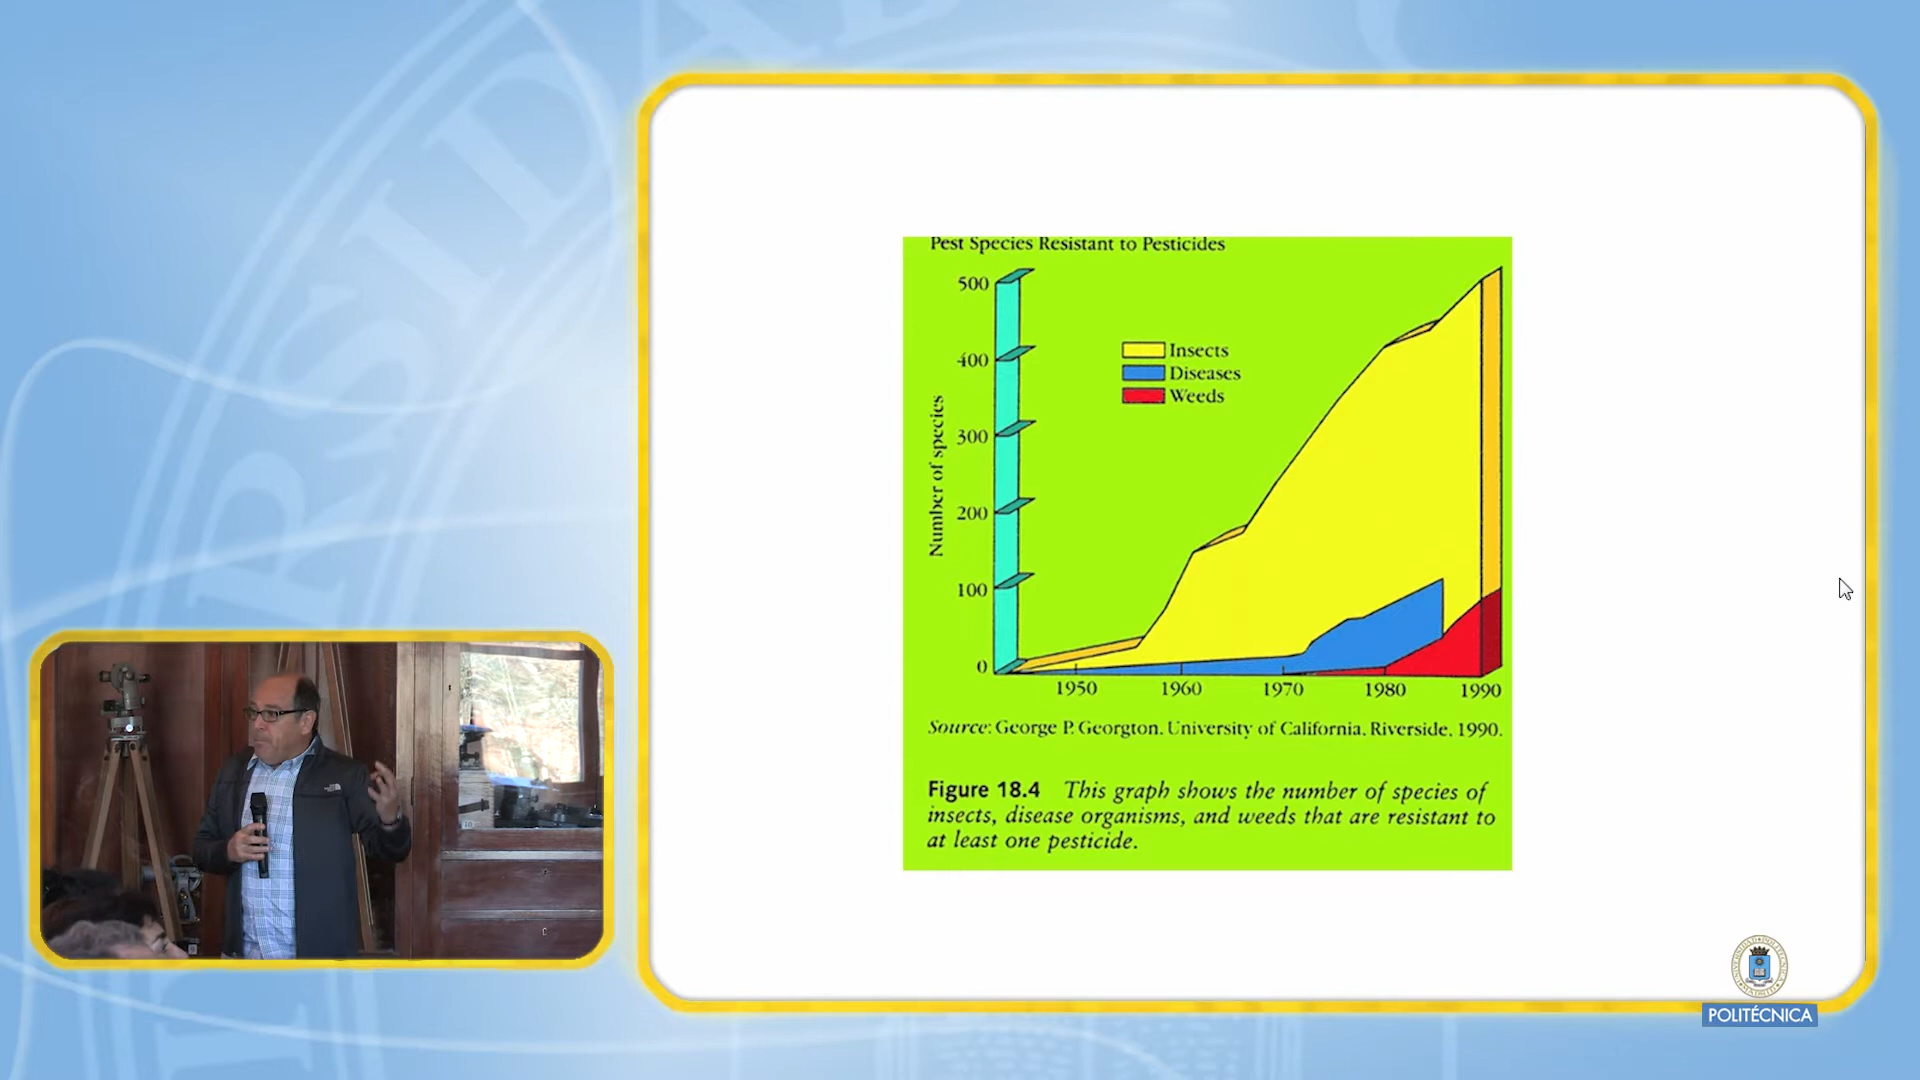 Pest Species Resistant to Pesticides
500
400
300
200
100
0
Number of species
Insects
Diseases
Weeds
1950 1960 1970 1980 1990
Source: George P. Georgton. University of California. Riverside, 1990.
Figure 18.4 This graph shows the number of species of
insects, disease organisms, and weeds that are resistant to
at least one pesticide.
POLITÉCNICA